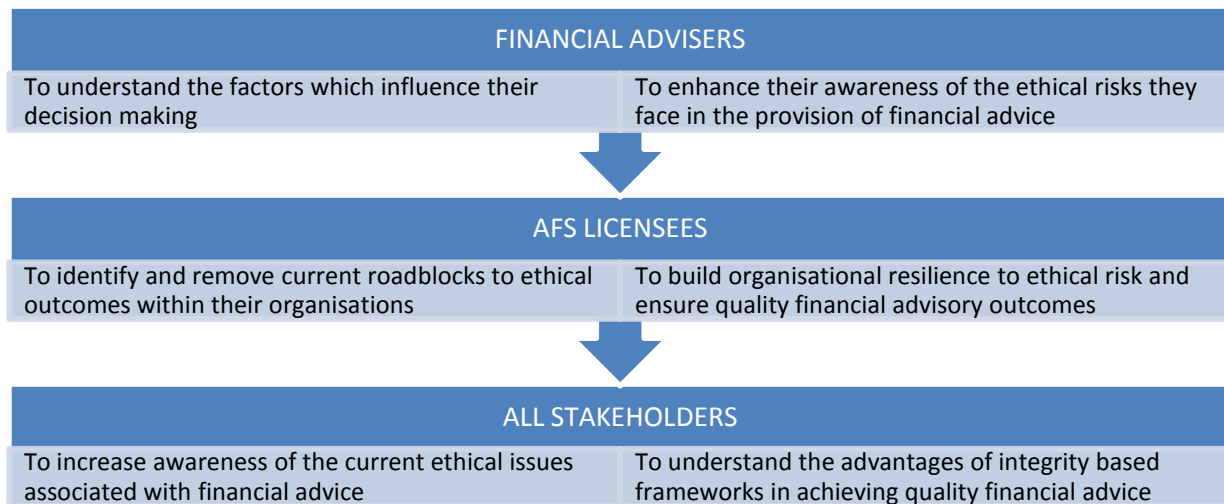 FINANCIAL ADVISERS
To understand the factors which influence their
decision making
To enhance their awareness of the ethical risks they
face in the provision of financial advice
AFS LICENSEES
To identify and remove current roadblocks to ethical
outcomes within their organisations
To build organisational resilience to ethical risk and
ensure quality financial advisory outcomes
ALL STAKEHOLDERS
To increase awareness of the current ethical issues
associated with financial advice
To understand the advantages of integrity based
frameworks in achieving quality financial advice